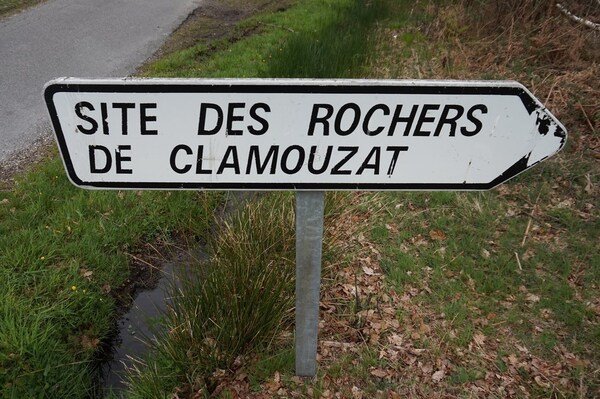 SITE DES ROCHERS
DE CLAMOUZAT